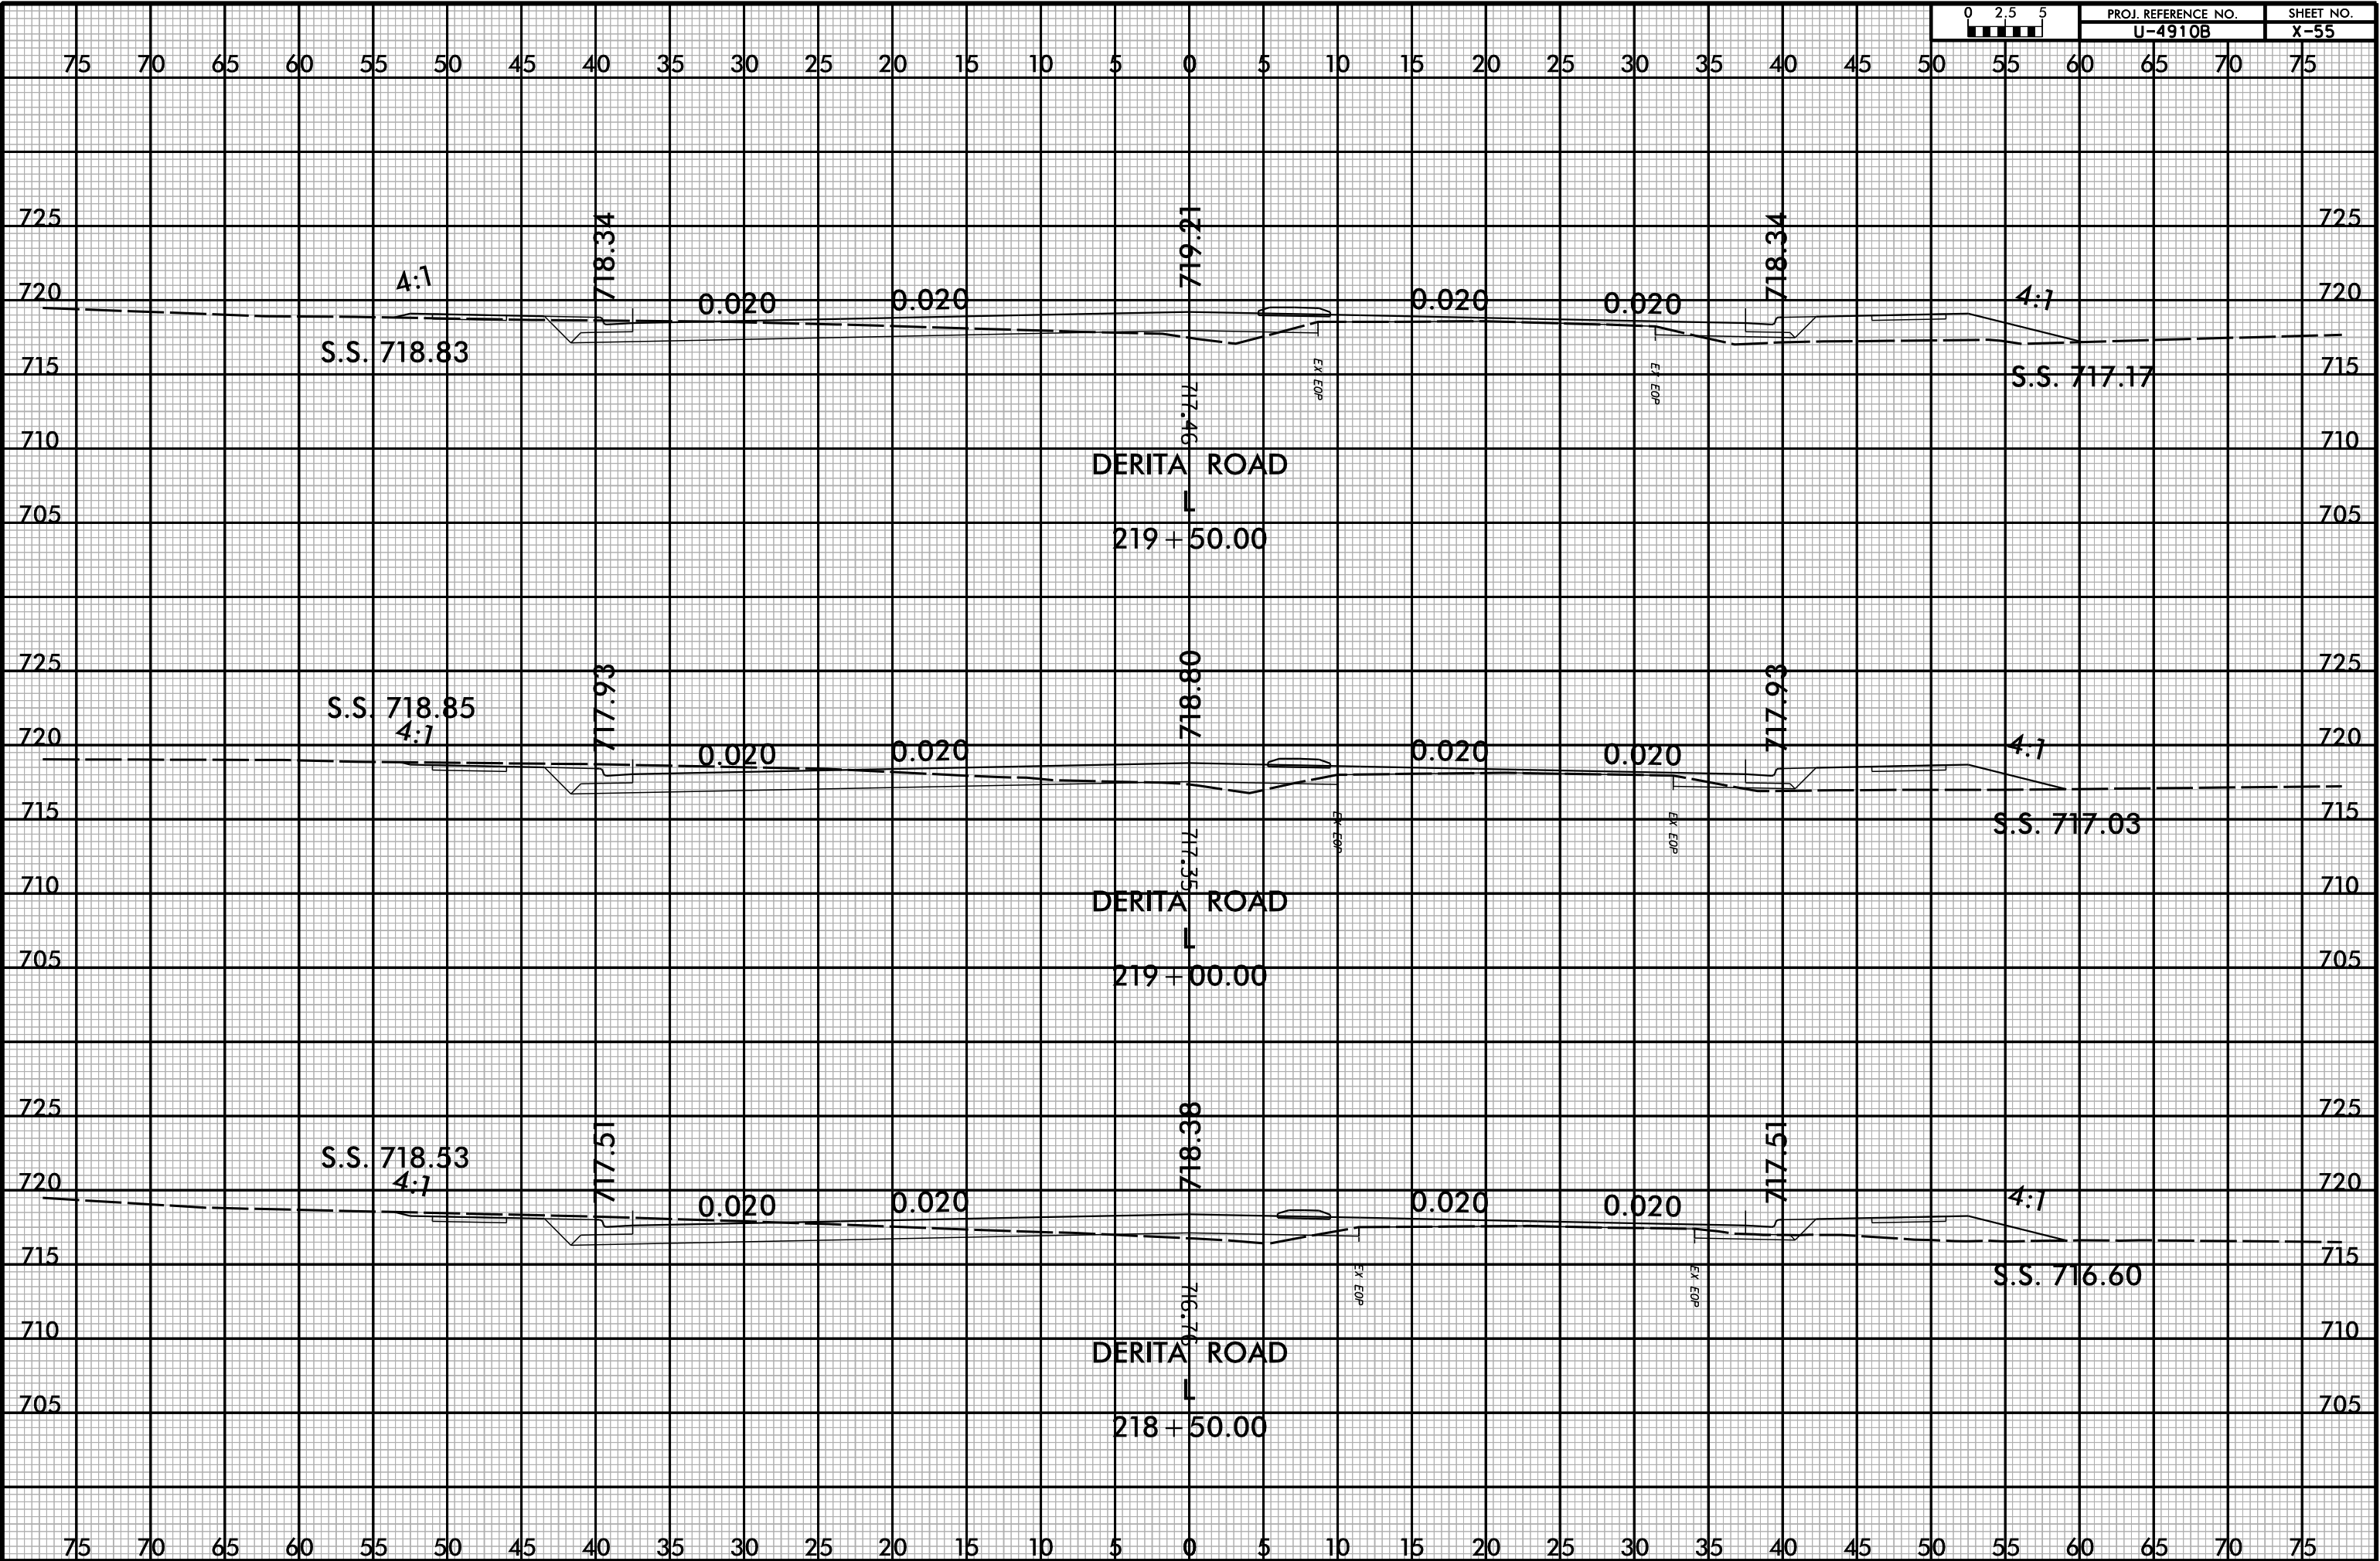 0 2.5 5 PROJ. REFERENCE NO. SHEET NO.
U-4910B X-55
75 70 65 60 55 50 45 40 35 30 25 20 15 10 5 0 5 10 15 20 25 30 35 40 45 50 55 60 65 70 75
725 718.34 719.21 718.34 725
4:1 4:1
720 0.020 0.020 0.020 0.020 720
S.S. 718.83 S.S. 717.17
715 EX EOP EX EOP 715
717.46
710 710
DERITA ROAD
L
705 705
219+50.00
725 717.93 718.80 717.93 725
S.S. 718.85
4:1 4:1
720 0.020 0.020 0.020 0.020 720
715 EX EOP EX EOP S.S. 717.03 715
717.35
710 710
DERITA ROAD
L
705 705
219+00.00
725 717.51 718.38 717.51 725
S.S. 718.53
4:1 4:1
720 0.020 0.020 0.020 0.020 720
715 EX EOP EX EOP S.S. 716.60 715
716.76
710 710
DERITA ROAD
L
705 705
218+50.00
75 70 65 60 55 50 45 40 35 30 25 20 15 10 5 0 5 10 15 20 25 30 35 40 45 50 55 60 65 70 75